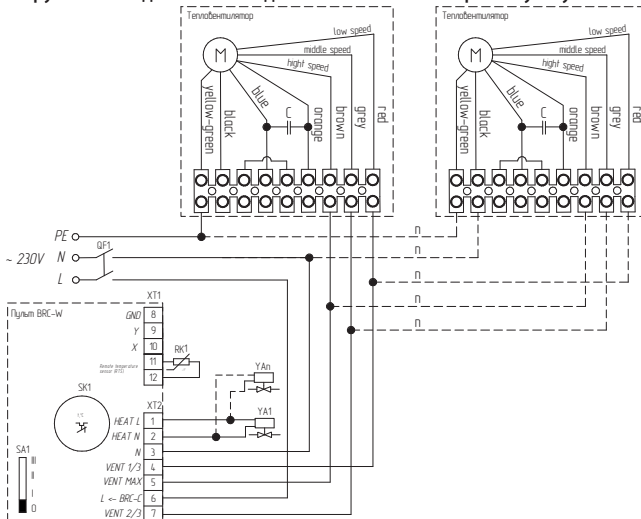 Тепловентилятор
Тепловентилятор
low speed
middle speed
hight speed
M
yellow-green
black
blue
C
orange
brown
grey
red
low speed
middle speed
hight speed
M
yellow-green
black
blue
C
orange
brown
grey
red
PE
n
~ 230V
N
QF1
n
L
n
n
n
Пульт BRC-W
XT1
GND 8
Y 9
X 10
11
12
RK1
Remote temperature
SK1
t,°C
YAn
YA1
XT2
HEAT L 1
HEAT N 2
N 3
VENT 1/3 4
VENT MAX 5
L <- BRC-C 6
VENT 2/3 7
SA1
III
II
I
0